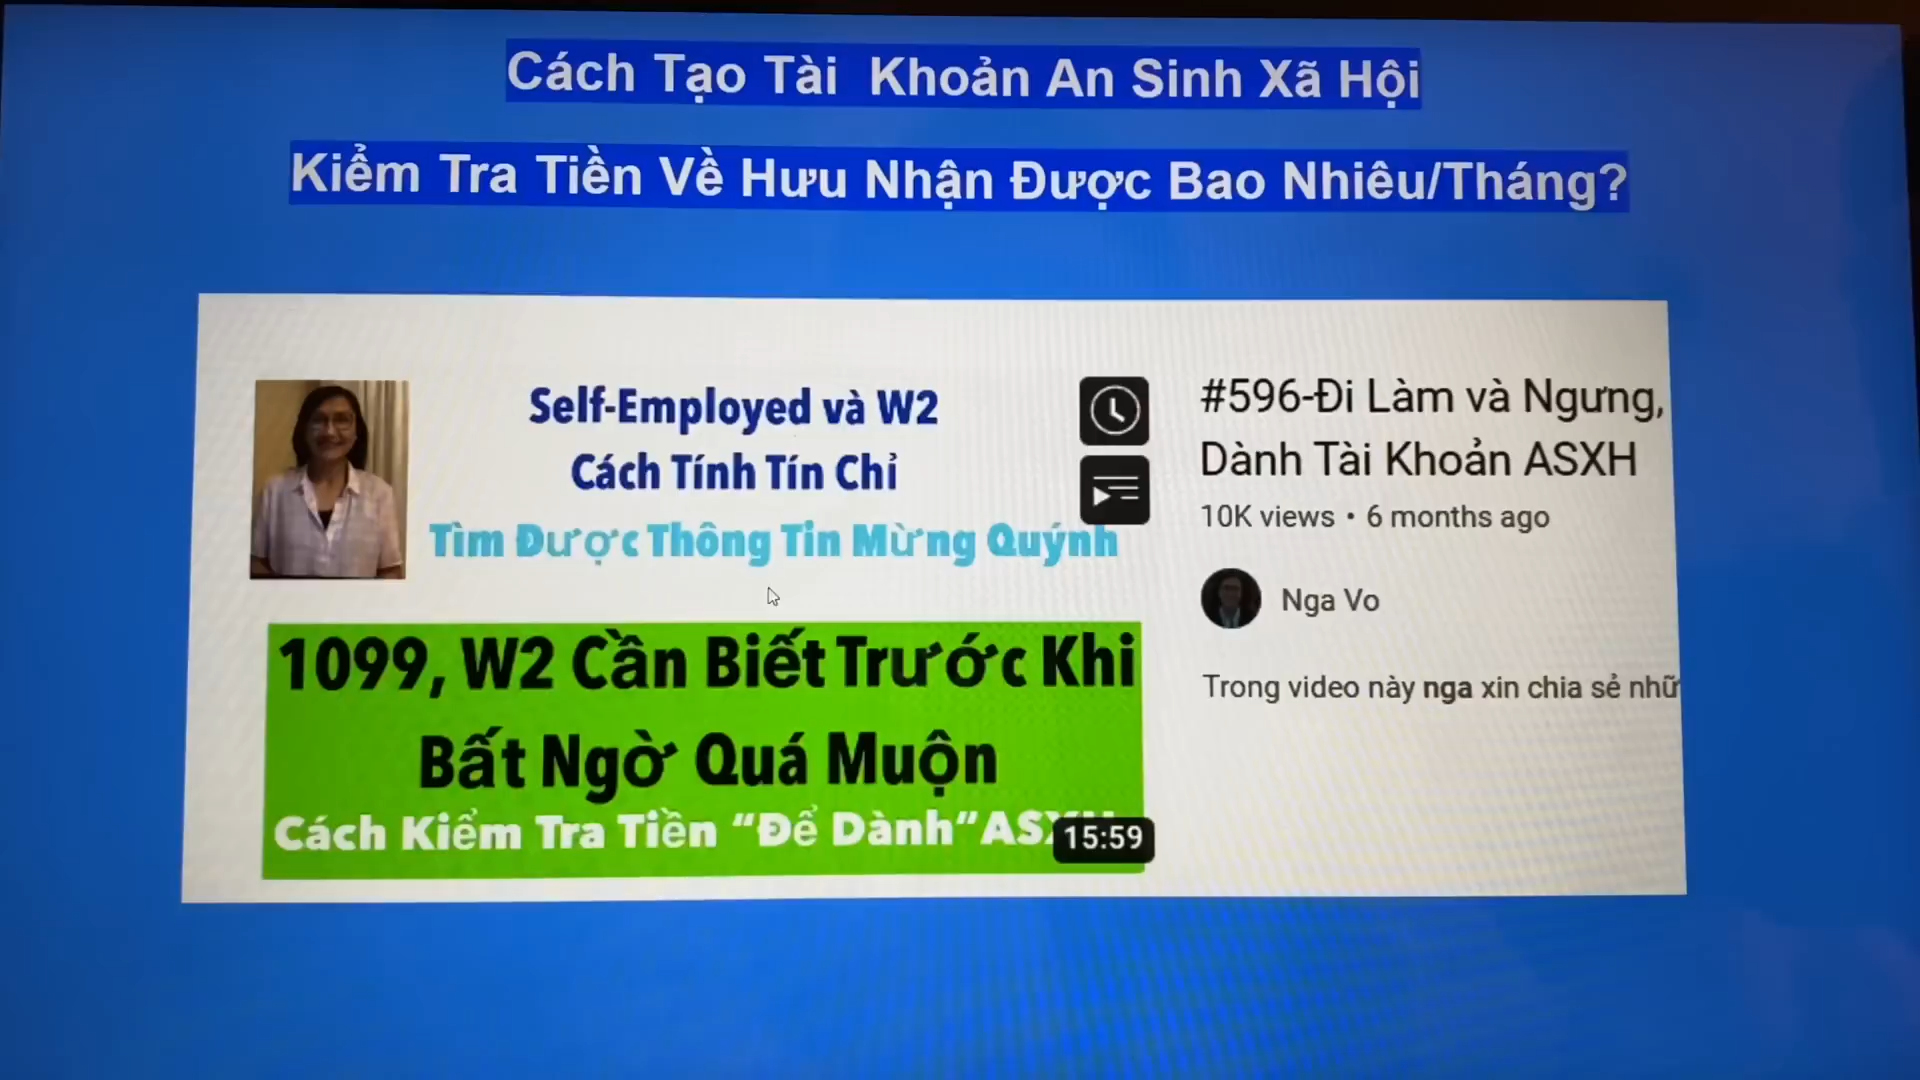 Cách Tạo Tài Khoản An Sinh Xã Hội
Kiểm Tra Tiền Về Hưu Nhận Được Bao Nhiêu/Tháng?
Self-Employed và W2
Cách Tính Tín Chỉ
Tìm Được Thông Tin Mừng Quýnh
1099, W2 Cần Biết Trước Khi
Bất Ngờ Quá Muộn
Cách Kiểm Tra Tiền “Để Dành”
15:59
#596-Đi Làm và Ngưng,
Dành Tài Khoản ASXH
10K views • 6 months ago
Nga Vo
Trong video này nga xin chia sẻ